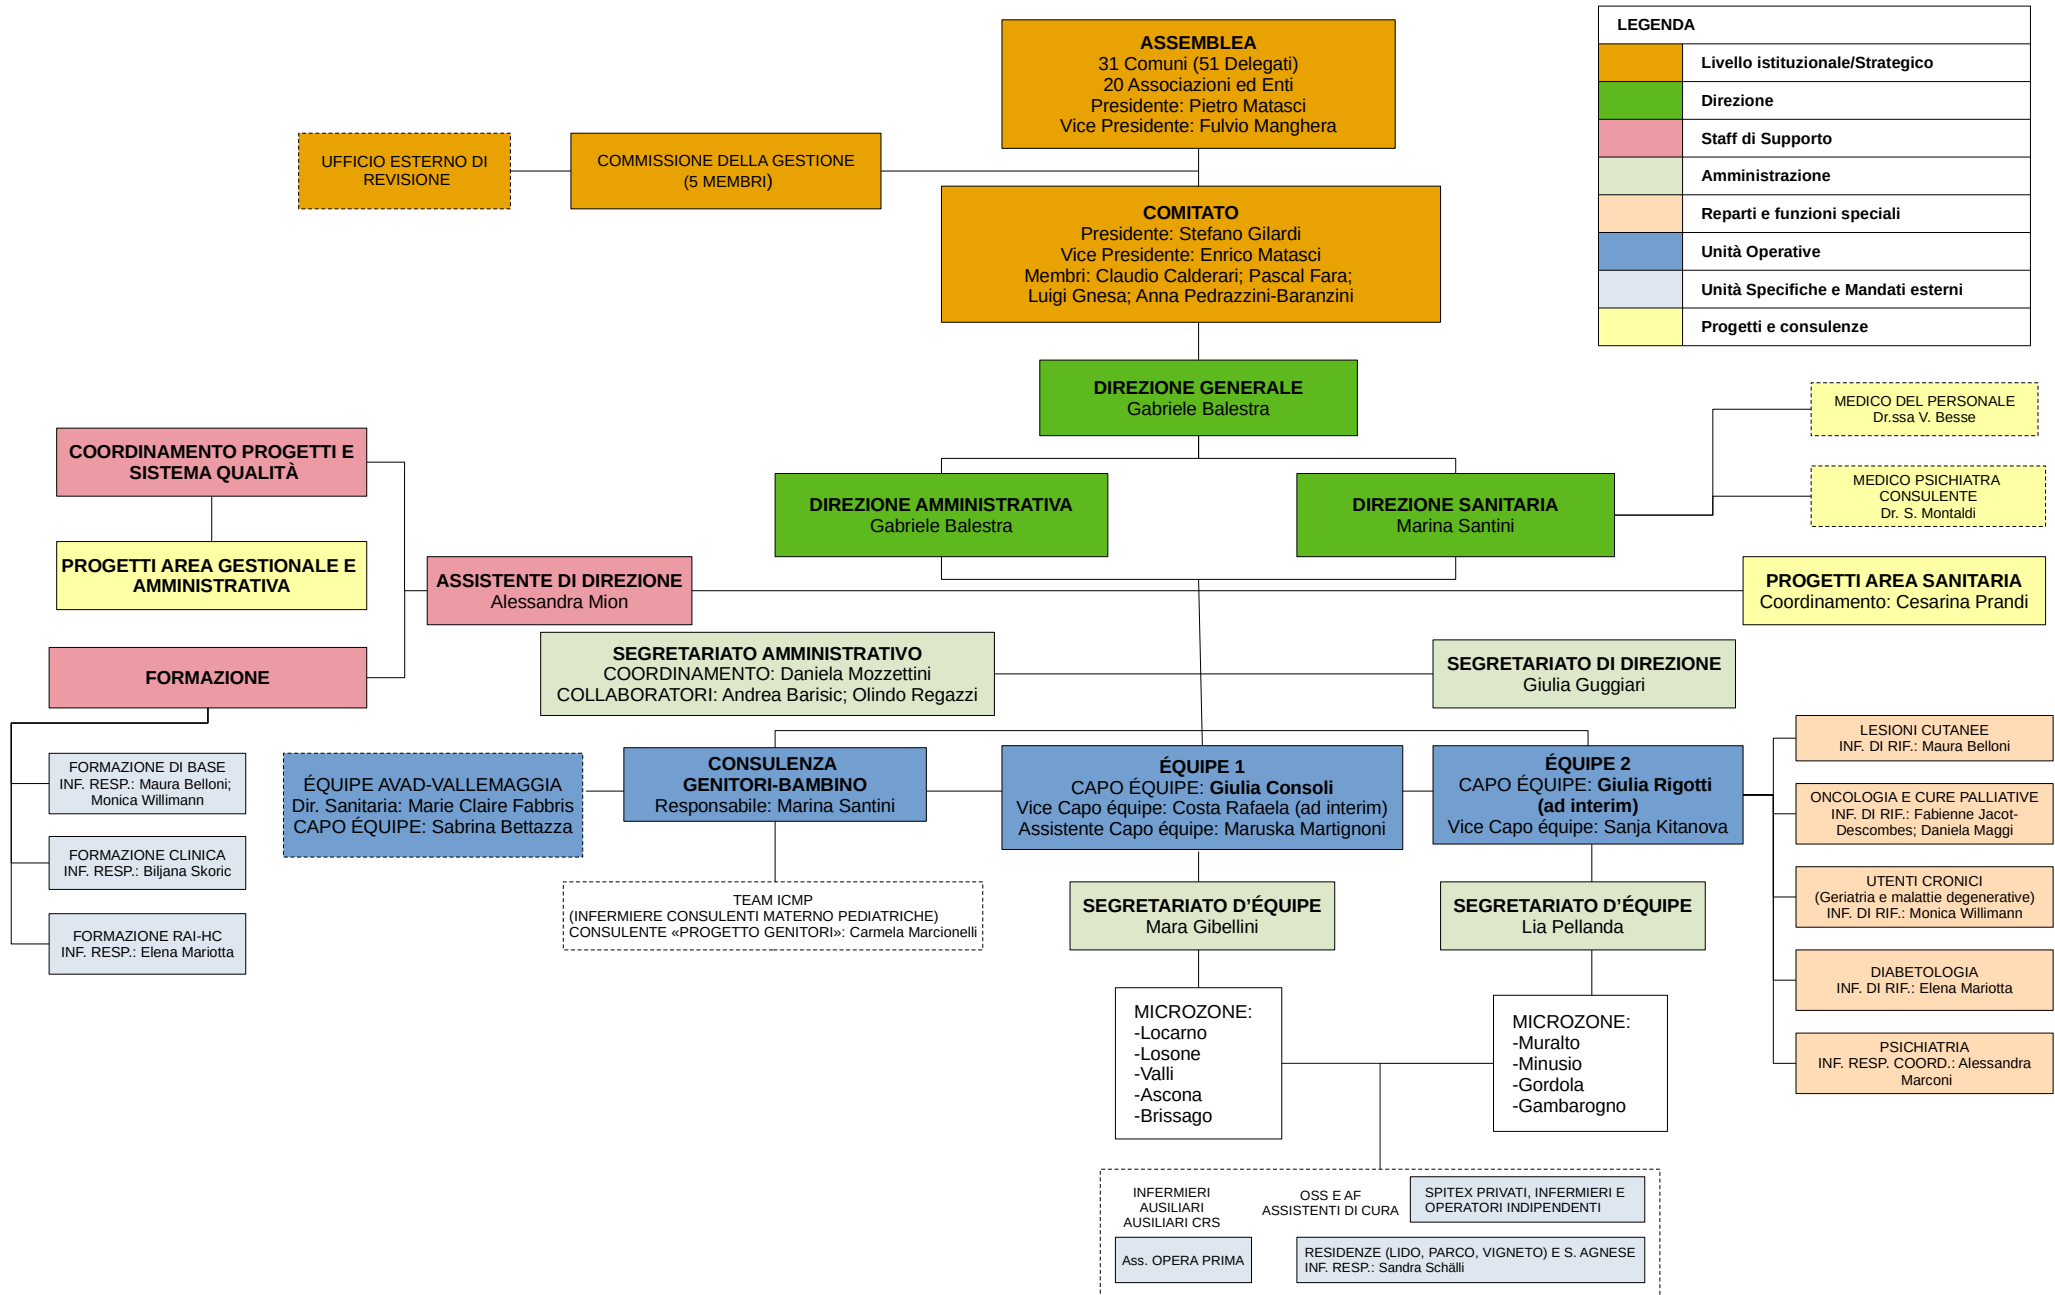 ASSEMBLEA
31 Comuni (51 Delegati)
20 Associazioni ed Enti
Presidente: Pietro Matasci
Vice Presidente: Fulvio Manghera
LEGENDA
Livello istituzionale/Strategico
Direzione
Staff di Supporto
Amministrazione
Reparti e funzioni speciali
Unità Operative
Unità Specifiche e Mandati esterni
Progetti e consulenze
UFFICIO ESTERNO DI
REVISIONE
COMMISSIONE DELLA GESTIONE
(5 MEMBRI)
COMITATO
Presidente: Stefano Gilardi
Vice Presidente: Enrico Matasci
Membri: Claudio Calderari; Pascal Fara;
Luigi Gnesa; Anna Pedrazzini-Baranzini
DIREZIONE GENERALE
Gabriele Balestra
MEDICO DEL PERSONALE
Dr.ssa V. Besse
COORDINAMENTO PROGETTI E
SISTEMA QUALITÀ
DIREZIONE AMMINISTRATIVA
Gabriele Balestra
DIREZIONE SANITARIA
Marina Santini
MEDICO PSICHIATRA
CONSULENTE
Dr. S. Montaldi
PROGETTI AREA GESTIONALE E
AMMINISTRATIVA
ASSISTENTE DI DIREZIONE
Alessandra Mion
PROGETTI AREA SANITARIA
Coordinamento: Cesarina Prandi
FORMAZIONE
SEGRETARIATO AMMINISTRATIVO
COORDINAMENTO: Daniela Mozzettini
COLLABORATORI: Andrea Barisic; Olindo Regazzi
SEGRETARIATO DI DIREZIONE
Giulia Guggiari
FORMAZIONE DI BASE
INF. RESP.: Maura Belloni;
Monica Willimann
FORMAZIONE CLINICA
INF. RESP.: Biljana Skoric
FORMAZIONE RAI-HC
INF. RESP.: Elena Mariotta
ÉQUIPE AVAD-VALLEMAGGIA
Dir. Sanitaria: Marie Claire Fabbris
CAPO ÉQUIPE: Sabrina Bettazza
CONSULENZA
GENITORI-BAMBINO
Responsabile: Marina Santini
ÉQUIPE 1
CAPO ÉQUIPE: Giulia Consoli
Vice Capo équipe: Costa Rafaela (ad interim)
Assistente Capo équipe: Maruska Martignoni
ÉQUIPE 2
CAPO ÉQUIPE: Giulia Rigotti
(ad interim)
Vice Capo équipe: Sanja Kitanova
LESIONI CUTANEE
INF. DI RIF.: Maura Belloni
ONCOLOGIA E CURE PALLIATIVE
INF. DI RIF.: Fabienne Jacot-
Descombes; Daniela Maggi
UTENTI CRONICI
(Geriatria e malattie degenerative)
INF. DI RIF.: Monica Willimann
DIABETOLOGIA
INF. DI RIF.: Elena Mariotta
PSICHIATRIA
INF. RESP. COORD.: Alessandra
Marconi
TEAM ICMP
(INFERMIERE CONSULENTI MATERNO PEDIATRICHE)
CONSULENTE «PROGETTO GENITORI»: Carmela Marcionelli
SEGRETARIATO D’ÉQUIPE
Mara Gibellini
SEGRETARIATO D’ÉQUIPE
Lia Pellanda
MICROZONE:
-Locarno
-Losone
-Valli
-Ascona
-Brissago
MICROZONE:
-Muralto
-Minusio
-Gordola
-Gambarogno
INFERMIERI
AUSILIARI
AUSILIARI CRS
OSS E AF
ASSISTENTI DI CURA
SPITEX PRIVATI, INFERMIERI E
OPERATORI INDIPENDENTI
Ass. OPERA PRIMA
RESIDENZE (LIDO, PARCO, VIGNETO) E S. AGNESE
INF. RESP.: Sandra Schälli